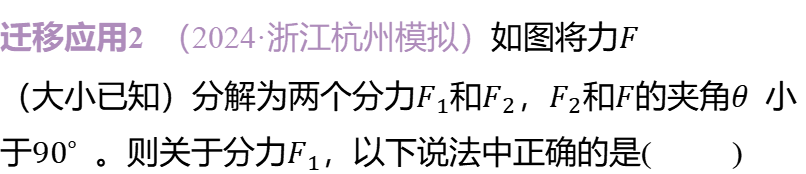 迁移应用2 （2024·浙江杭州模拟）如图将力F
（大小已知）分解为两个分力F₁和F₂，F₂和F的夹角θ 小
于90°。则关于分力F₁，以下说法中正确的是(  )